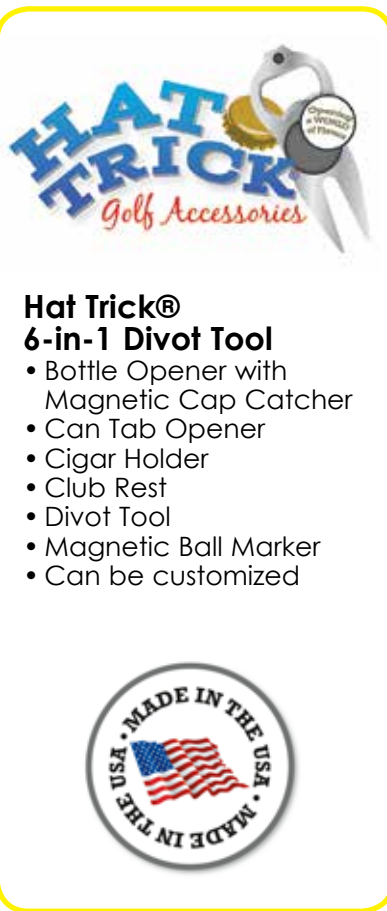 HAT
TRICK
Golf Accessories
Opening
a WORLD
of Flavors
Hat Trick®
6-in-1 Divot Tool
• Bottle Opener with
Magnetic Cap Catcher
• Can Tab Opener
• Cigar Holder
• Club Rest
• Divot Tool
• Magnetic Ball Marker
• Can be customized
MADE IN THE USA • MADE IN THE USA •